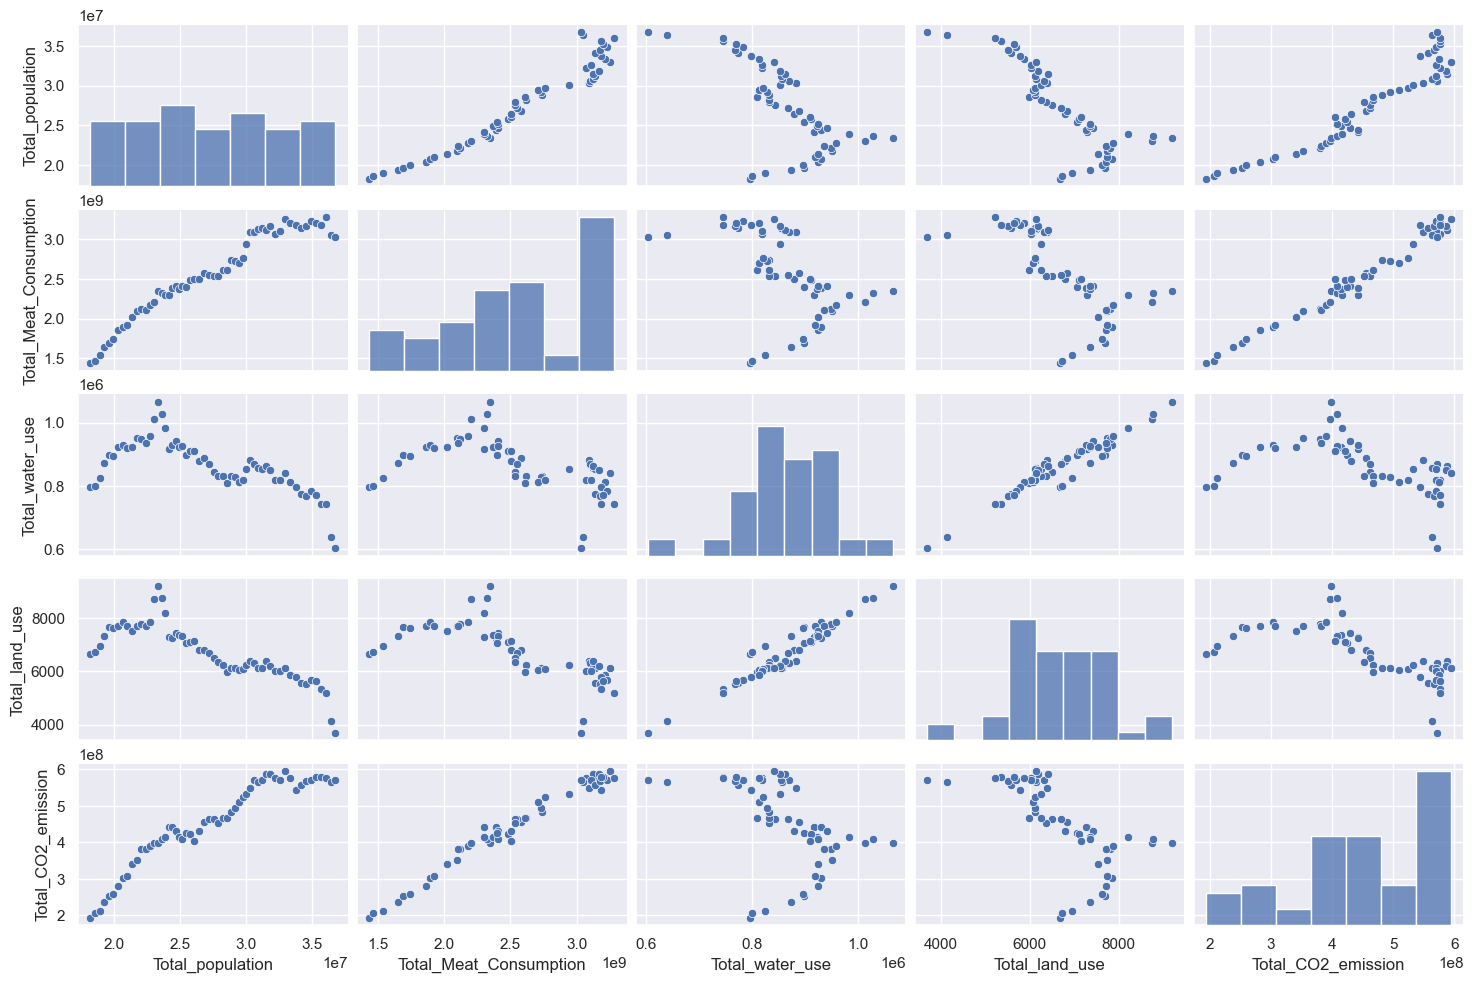 1e7
3.5
3.0
2.5
2.0
Total_population
1e9
3.0
2.5
2.0
1.5
Total_Meat_Consumption
1e6
1.0
0.8
0.6
Total_water_use
8000
6000
4000
Total_land_use
1e8
6
5
4
3
2
Total_CO2_emission
2.0 2.5 3.0 3.5 1.5 2.0 2.5 3.0 0.6 0.8 1.0 4000 6000 8000 2 3 4 5 6
Total_population 1e7 Total_Meat_Consumption 1e9 Total_water_use 1e6 Total_land_use Total_CO2_emission 1e8